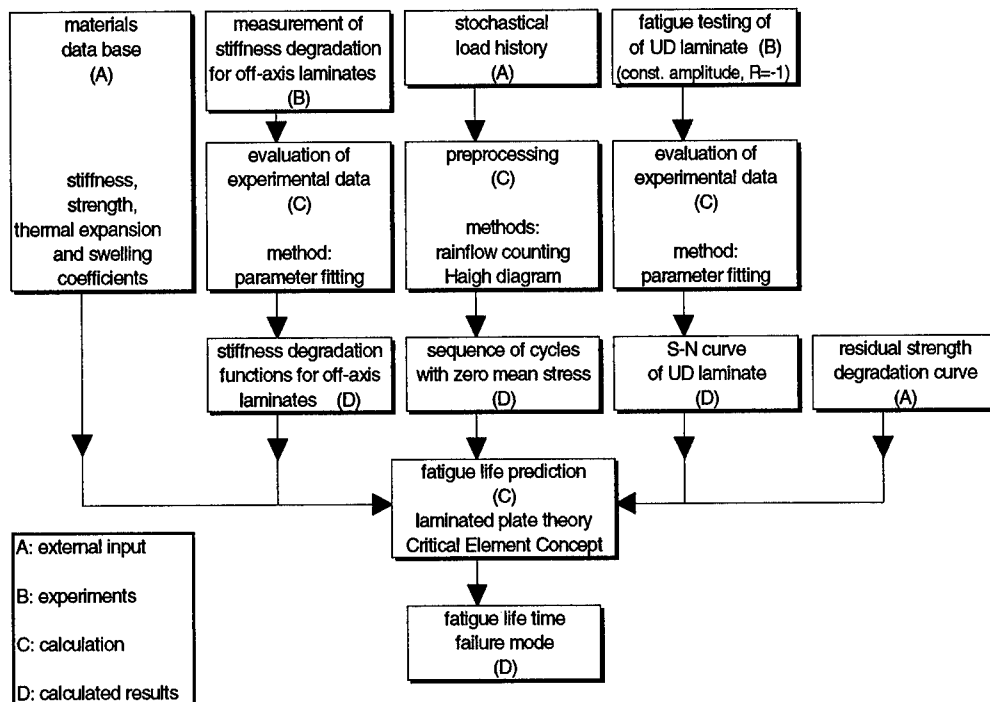 materials
data base
(A)
stiffness,
strength,
thermal expansion
and swelling
coefficients
measurement of
stiffness degradation
for off-axis laminates
(B)
evaluation of
experimental data
(C)
method:
parameter fitting
stiffness degradation
functions for off-axis
laminates (D)
stochastical
load history
(A)
preprocessing
(C)
methods:
rainflow counting
Haigh diagram
sequence of cycles
with zero mean stress
(D)
fatigue testing of
of UD laminate (B)
(const. amplitude, R=-1)
evaluation of
experimental data
(C)
method:
parameter fitting
S-N curve
of UD laminate
(D)
residual strength
degradation curve
(A)
fatigue life prediction
(C)
laminated plate theory
Critical Element Concept
fatigue life time
failure mode
(D)
A: external input
B: experiments
C: calculation
D: calculated results